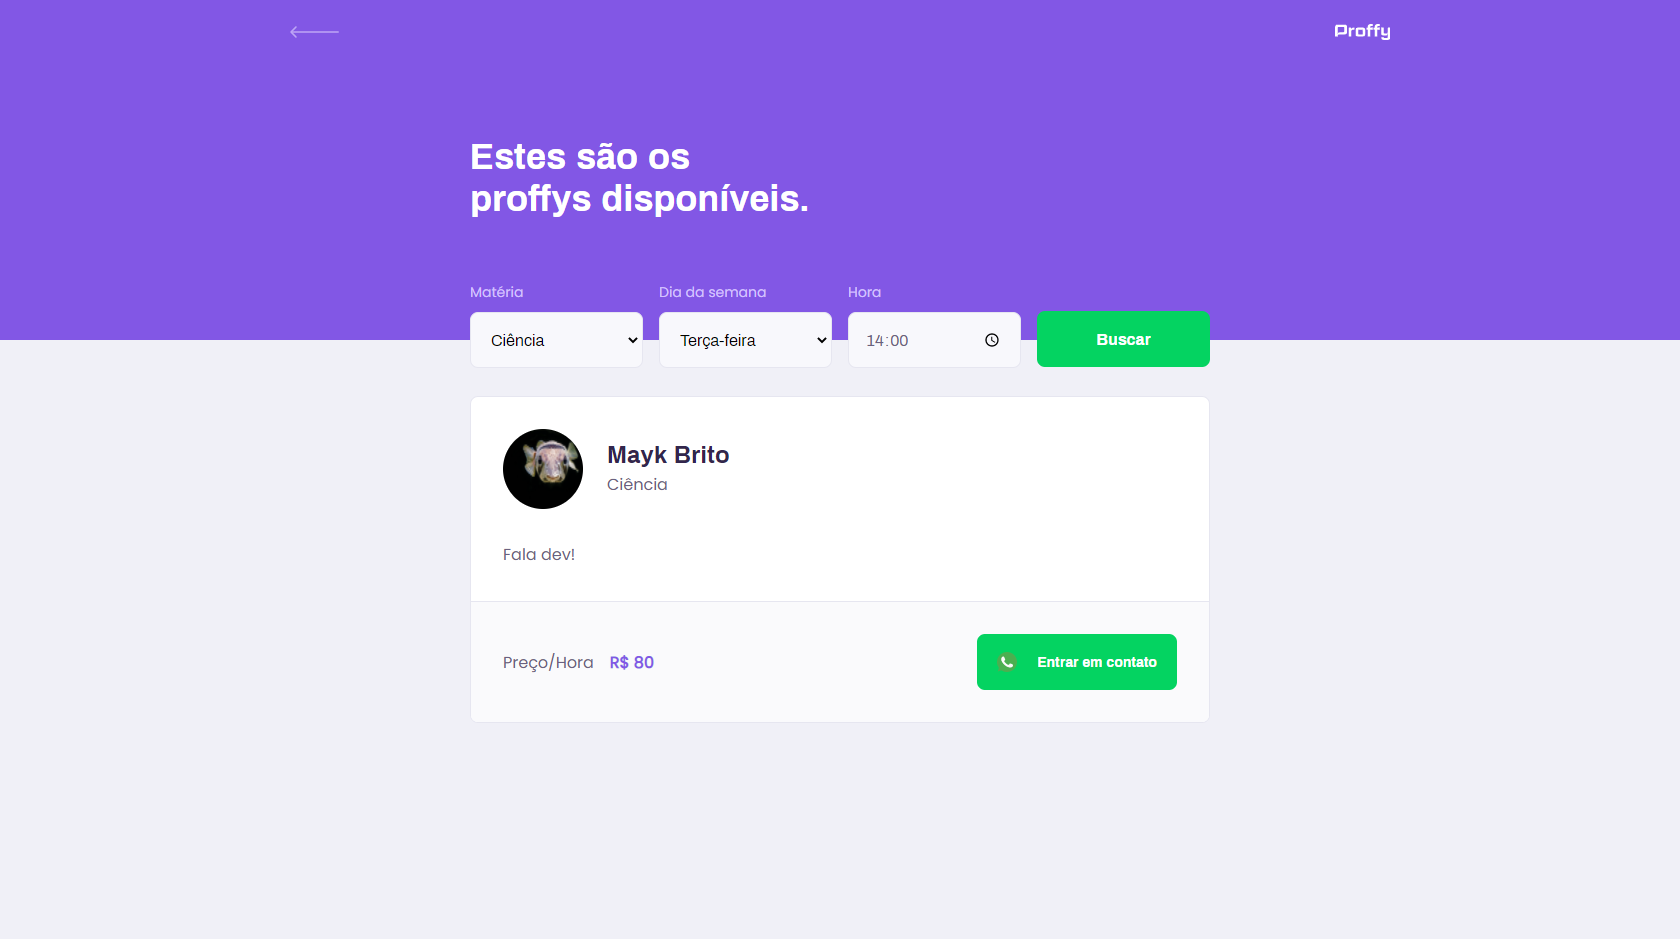 Proffy
Estes são os
proffys disponíveis.
Matéria
Dia da semana
Hora
Ciência
Terça-feira
14:00
Buscar
Mayk Brito
Ciência
Fala dev!
Preço/Hora R$ 80
Entrar em contato